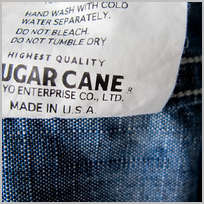 HAND WASH WITH COLD
WATER SEPARATELY.
DO NOT BLEACH.
DO NOT TUMBLE DRY
HIGHEST QUALITY
UGAR CANE ®
YO ENTERPRISE CO., LTD.
MADE IN U.S.A.